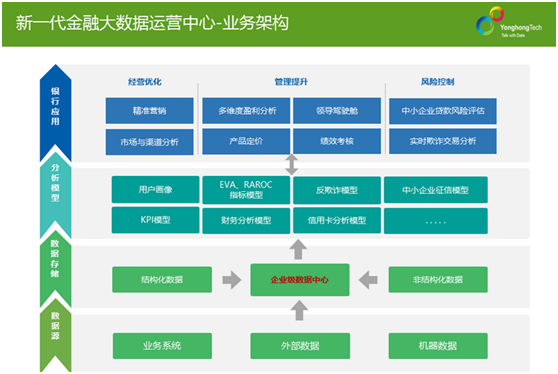 新一代金融大数据运营中心-业务架构
YonghongTech
Talk with Data
银行应用
经营优化
管理提升
风险控制
精准营销
多维度盈利分析
领导驾驶舱
中小企业贷款风险评估
市场与渠道分析
产品定价
绩效考核
实时欺诈交易分析
分析模型
用户画像
EVA、RAROC
指标模型
反欺诈模型
中小企业征信模型
KPI模型
财务分析模型
信用卡分析模型
.....
数据存储
结构化数据
企业级数据中心
非结构化数据
数据源
业务系统
外部数据
机器数据